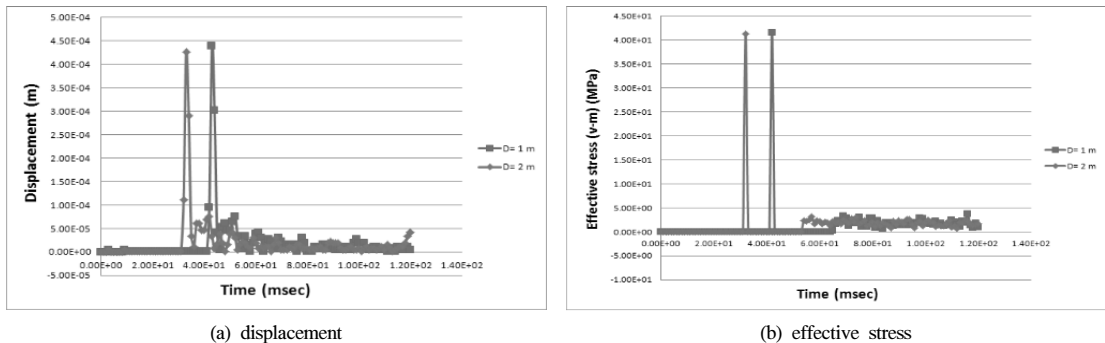 5.00E-04
4.50E-04
4.00E-04
3.50E-04
3.00E-04
2.50E-04
2.00E-04
1.50E-04
1.00E-04
5.00E-05
0.00E+00
-5.00E-05
Displacement (m)
0.00E+00 2.00E+01 4.00E+01 6.00E+01 8.00E+01 1.00E+02 1.20E+02 1.40E+02
Time (msec)
D= 1 m
D= 2 m
(a) displacement
4.50E+01
4.00E+01
3.50E+01
3.00E+01
2.50E+01
2.00E+01
1.50E+01
1.00E+01
5.00E+00
0.00E+00
-5.00E+00
-1.00E+01
Effective stress (v-m) (MPa)
0.00E+00 2.00E+01 4.00E+01 6.00E+01 8.00E+01 1.00E+02 1.20E+02 1.40E+02
Time (msec)
D= 1 m
D= 2 m
(b) effective stress